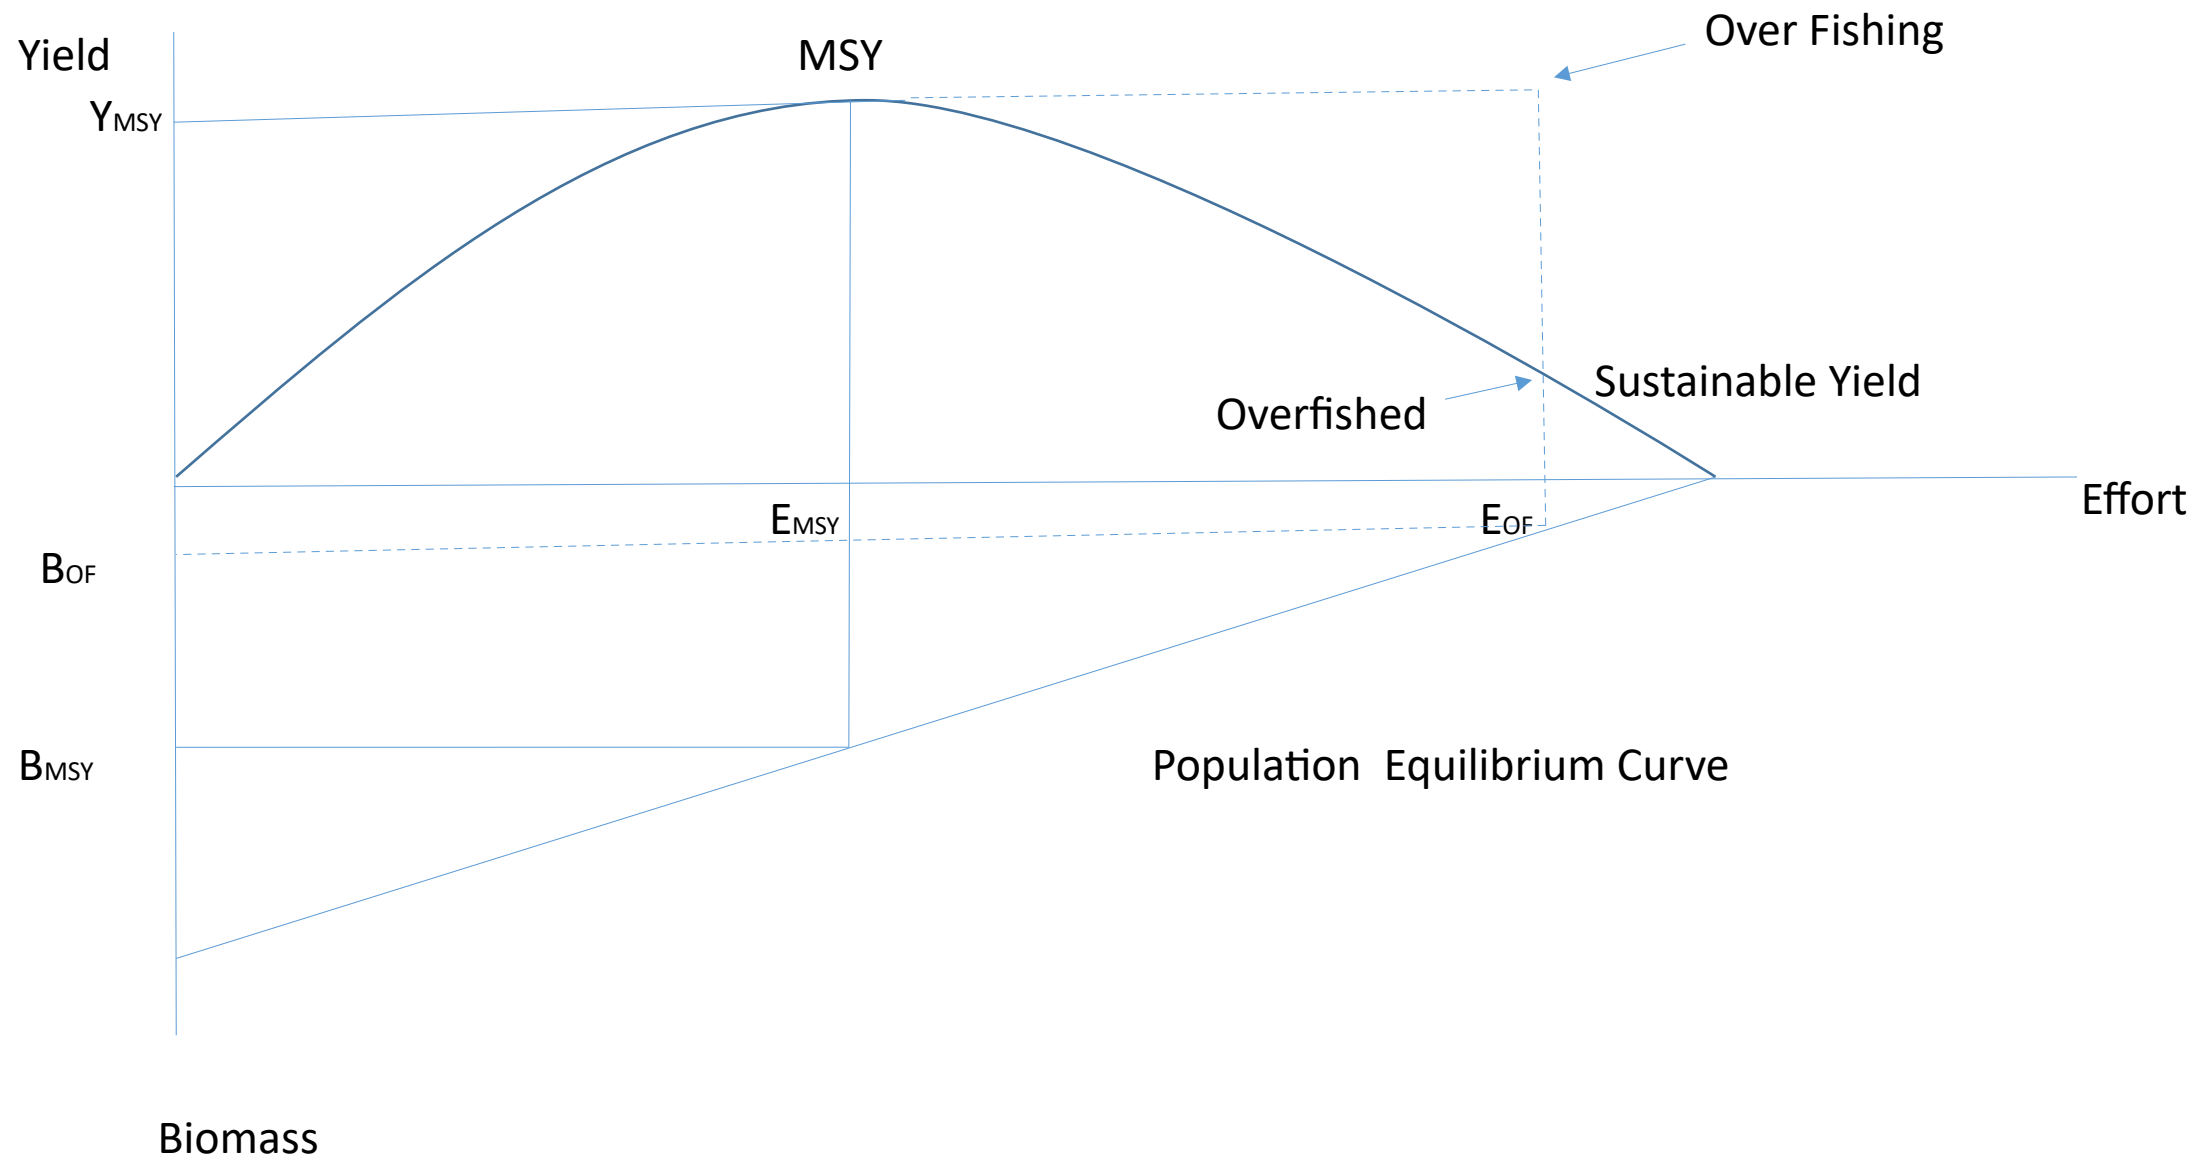 Over Fishing
Yield
MSY
YMSY
Sustainable Yield
Overfished
Effort
EMSY
EOF
BOF
BMSY
Population Equilibrium Curve
Biomass